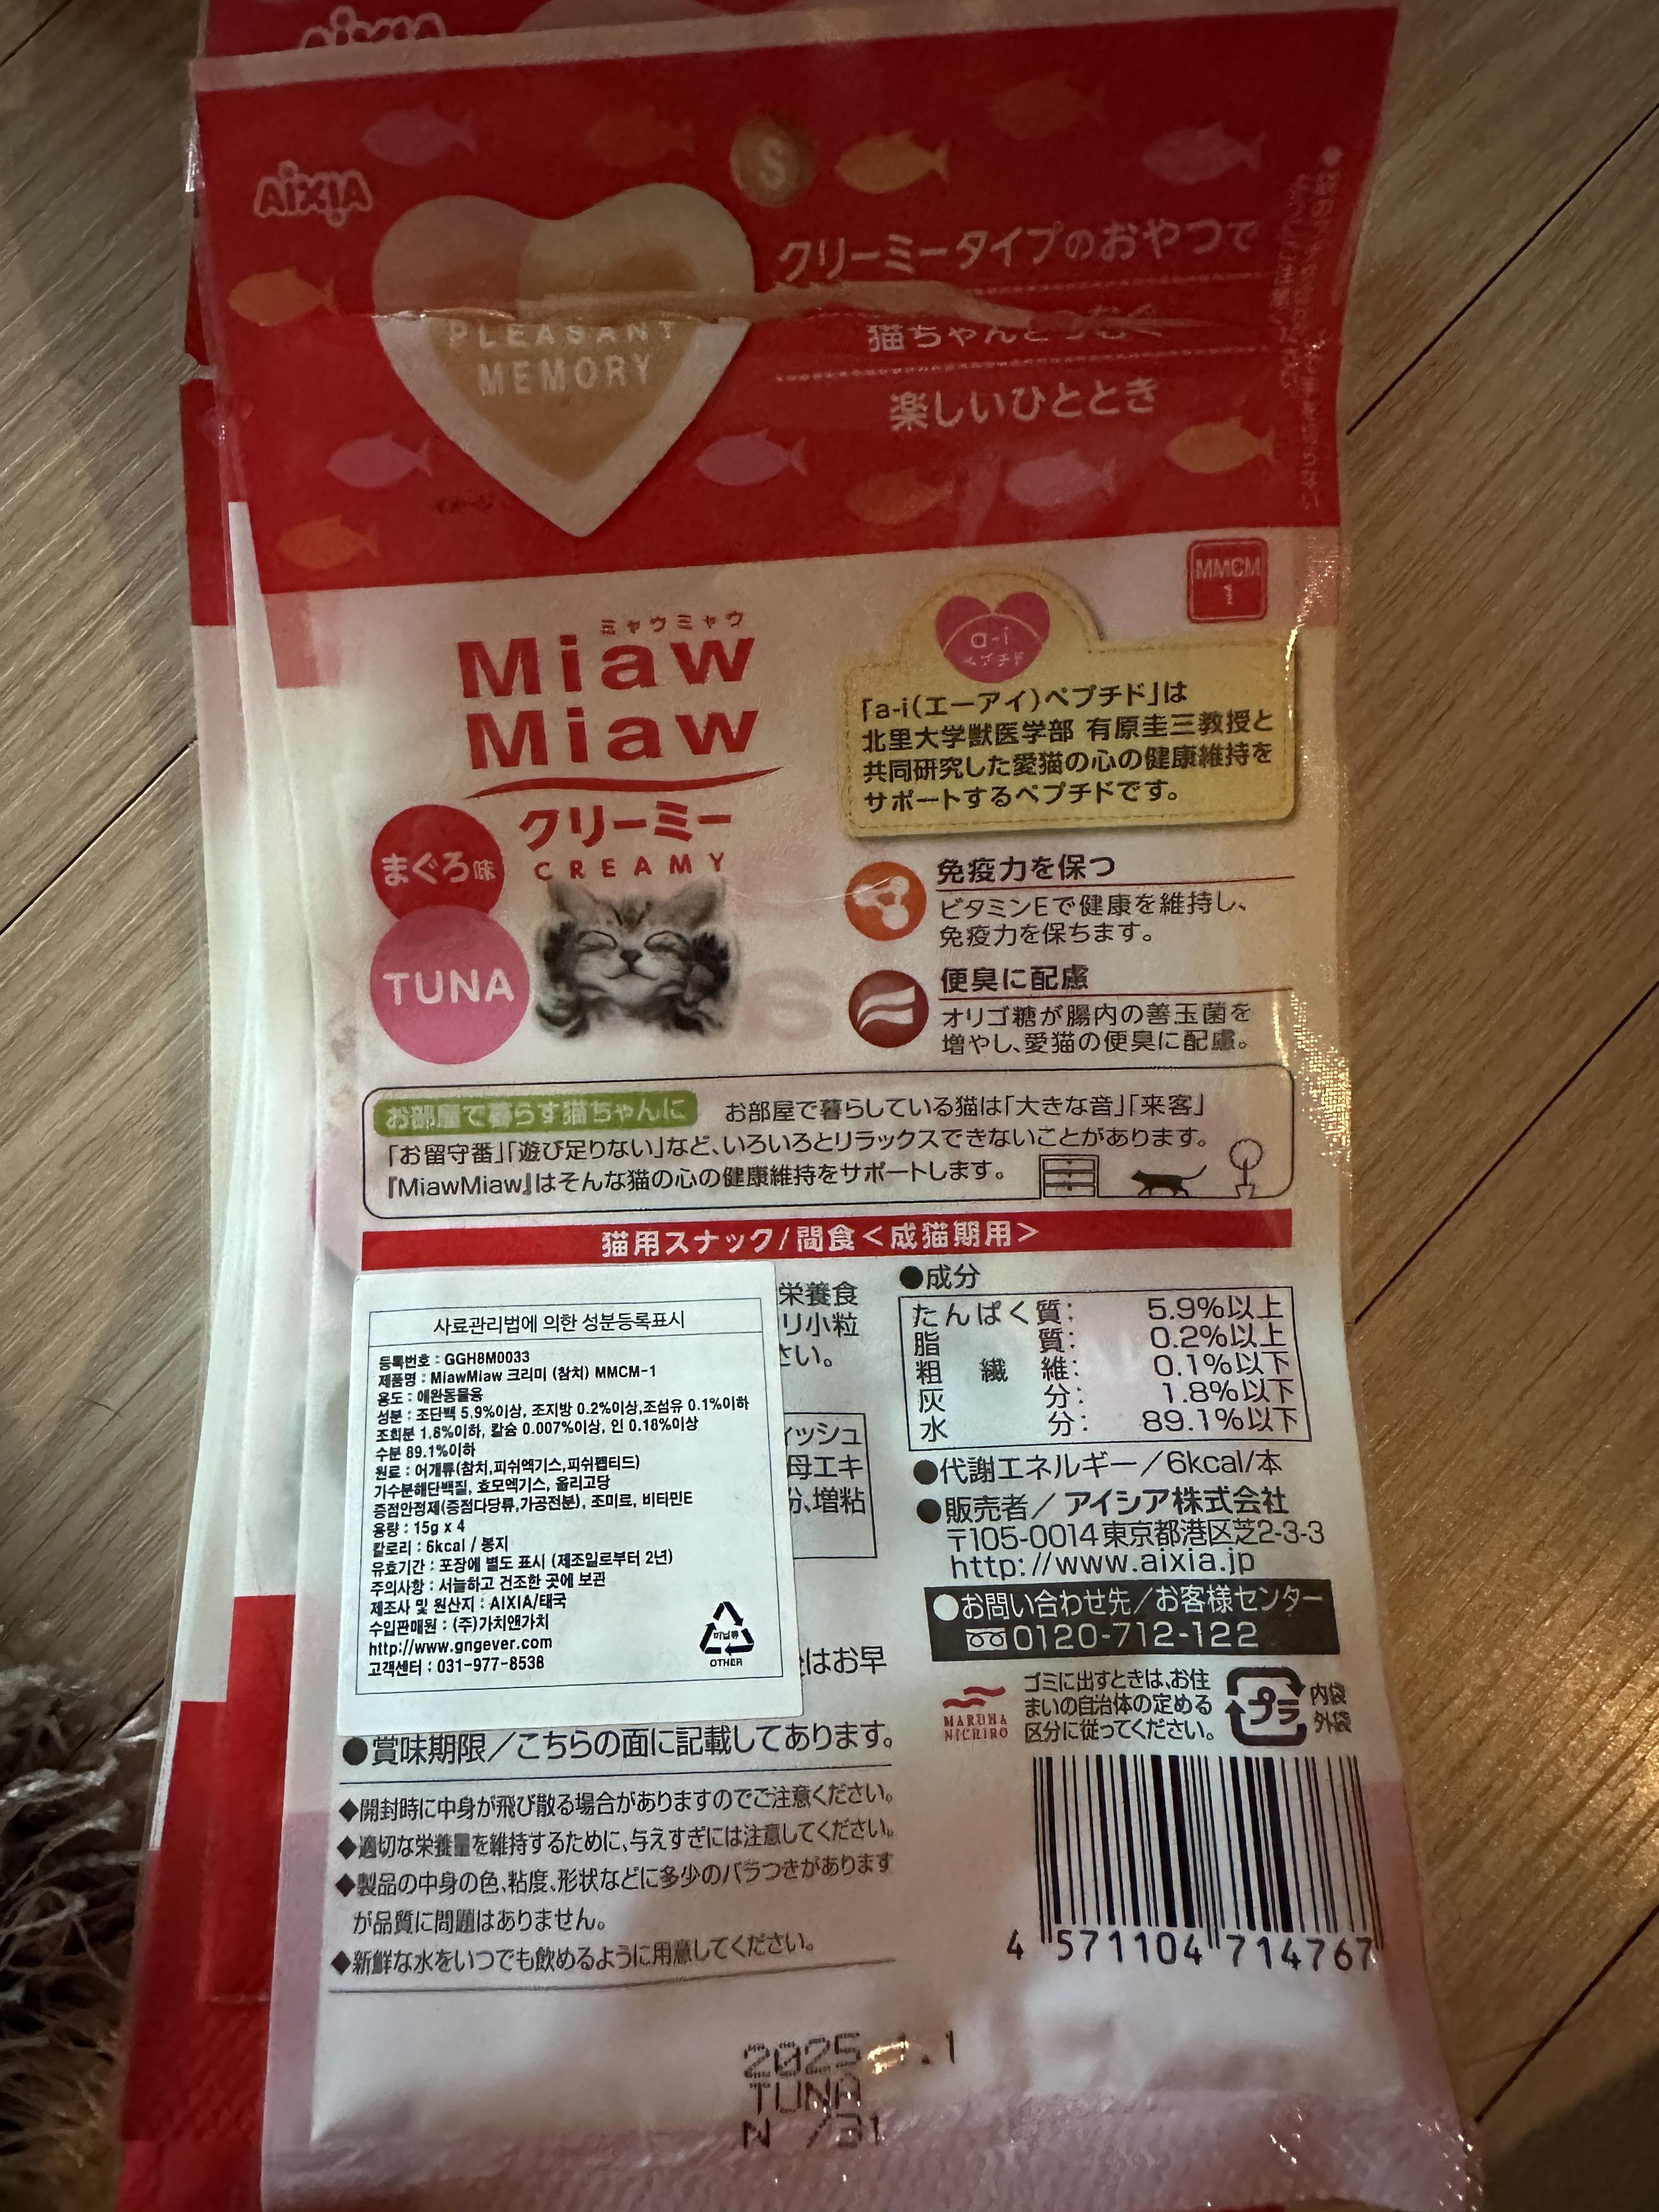 AIXIA
AIXIA
S
クリーミータイプのおやつで
猫ちゃんと
楽しいひととき
PLEASANT
MEMORY
MMCM
1
ミャウミャウ
Miaw
Miaw
クリーミー
CREAMY
まぐろ味
TUNA
a-i
ペプチド
「a-i(エーアイ)ペプチド」は
北里大学獣医学部 有原圭三教授と
共同研究した愛猫の心の健康維持を
サポートするペプチドです。
免疫力を保つ
ビタミンEで健康を維持し、
免疫力を保ちます。
便臭に配慮
オリゴ糖が腸内の善玉菌を
増やし、愛猫の便臭に配慮。
お部屋で暮らす猫ちゃんに お部屋で暮らしている猫は「大きな音」「来客」
「お留守番」「遊び足りない」など、いろいろとリラックスできないことがあります。
『MiawMiaw』はそんな猫の心の健康維持をサポートします。
猫用スナック/間食<成猫期用>
사료관리법에 의한 성분등록표시
등록번호 : GGH8M0033
제품명 : MiawMiaw 크리미 (참치) MMCM-1
용도 : 애완동물용
성분 : 조단백 5.9%이상, 조지방 0.2%이상,조섬유 0.1%이하
조회분 1.8%이하, 칼슘 0.007%이상, 인 0.18%이상
수분 89.1%이하
원료 : 어개류(참치,피쉬엑기스,피쉬펩티드)
가수분해단백질, 효모엑기스, 올리고당
증점안정제(증점다당류,가공전분), 조미료, 비타민E
용량 : 15g x 4
칼로리 : 6kcal / 봉지
유효기간 : 포장에 별도 표시 (제조일로부터 2년)
주의사항 : 서늘하고 건조한 곳에 보관
제조사 및 원산지 : AIXIA/태국
수입판매원 : (주)가치앤가치
http://www.gngever.com
고객센터 : 031-977-8538
비닐류
OTHER
栄養食
リ小粒
さい。
ィッシュ
母エキ
分、増粘
はお早
●賞味期限/こちらの面に記載してあります。
◆開封時に中身が飛び散る場合がありますのでご注意ください。
◆適切な栄養量を維持するために、与えすぎには注意してください。
◆製品の中身の色、粘度、形状などに多少のバラつきがあります
が品質に問題はありません。
◆新鮮な水をいつでも飲めるように用意してください。
●成分
たんぱく質: 5.9%以上
脂質: 0.2%以上
粗繊維: 0.1%以下
灰分: 1.8%以下
水分: 89.1%以下
●代謝エネルギー/6kcal/本
●販売者/アイシア株式会社
〒105-0014東京都港区芝2-3-3
http://www.aixia.jp
●お問い合わせ先/お客様センター
0120-712-122
MARUHA
NICHIRO
ゴミに出すときは、お住
まいの自治体の定める
区分に従ってください。
プラ
内袋
外袋
4 571104 714767
2025
TUNA
N /31